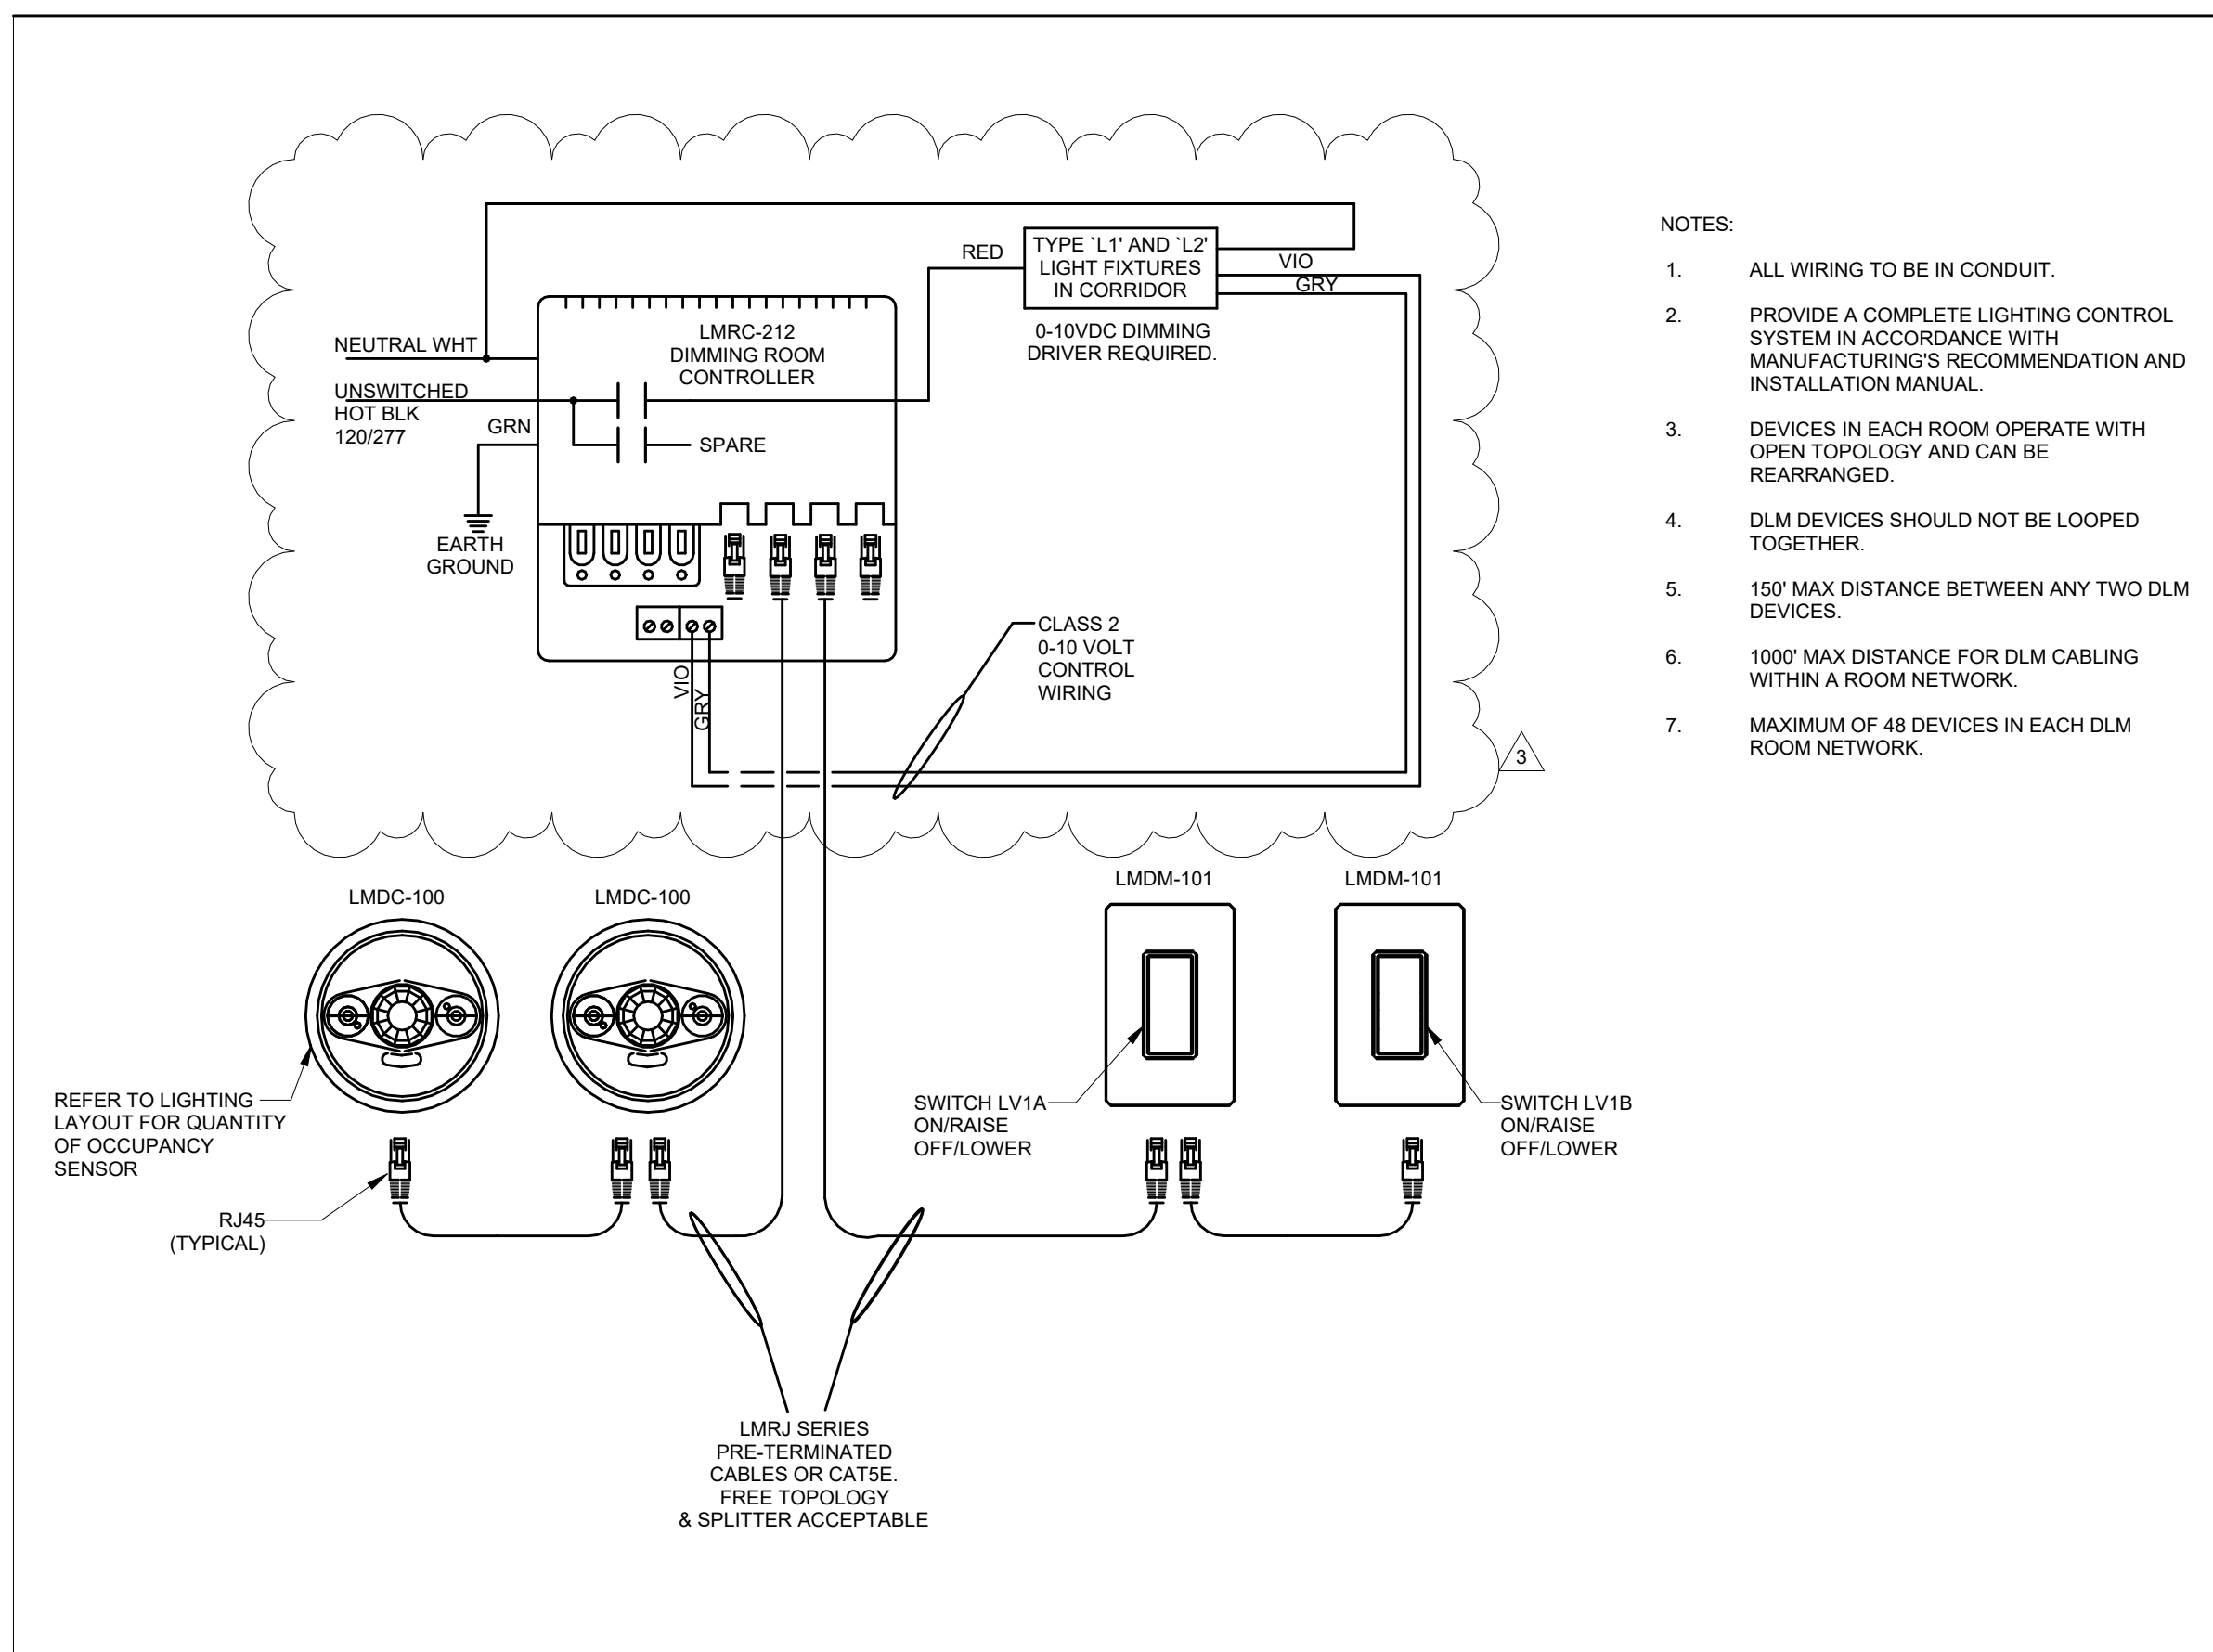 NEUTRAL WHT
UNSWITCHED
HOT BLK
120/277
GRN
EARTH
GROUND
LMRC-212
DIMMING ROOM
CONTROLLER
SPARE
RED
TYPE `L1' AND `L2'
LIGHT FIXTURES
IN CORRIDOR
0-10VDC DIMMING
DRIVER REQUIRED.
VIO
GRY
VIO
GRY
CLASS 2
0-10 VOLT
CONTROL
WIRING
3
NOTES:
1. ALL WIRING TO BE IN CONDUIT.
2. PROVIDE A COMPLETE LIGHTING CONTROL
SYSTEM IN ACCORDANCE WITH
MANUFACTURING'S RECOMMENDATION AND
INSTALLATION MANUAL.
3. DEVICES IN EACH ROOM OPERATE WITH
OPEN TOPOLOGY AND CAN BE
REARRANGED.
4. DLM DEVICES SHOULD NOT BE LOOPED
TOGETHER.
5. 150' MAX DISTANCE BETWEEN ANY TWO DLM
DEVICES.
6. 1000' MAX DISTANCE FOR DLM CABLING
WITHIN A ROOM NETWORK.
7. MAXIMUM OF 48 DEVICES IN EACH DLM
ROOM NETWORK.
LMDC-100
LMDC-100
LMDM-101
LMDM-101
REFER TO LIGHTING
LAYOUT FOR QUANTITY
OF OCCUPANCY
SENSOR
RJ45
(TYPICAL)
SWITCH LV1A
ON/RAISE
OFF/LOWER
SWITCH LV1B
ON/RAISE
OFF/LOWER
LMRJ SERIES
PRE-TERMINATED
CABLES OR CAT5E.
FREE TOPOLOGY
& SPLITTER ACCEPTABLE